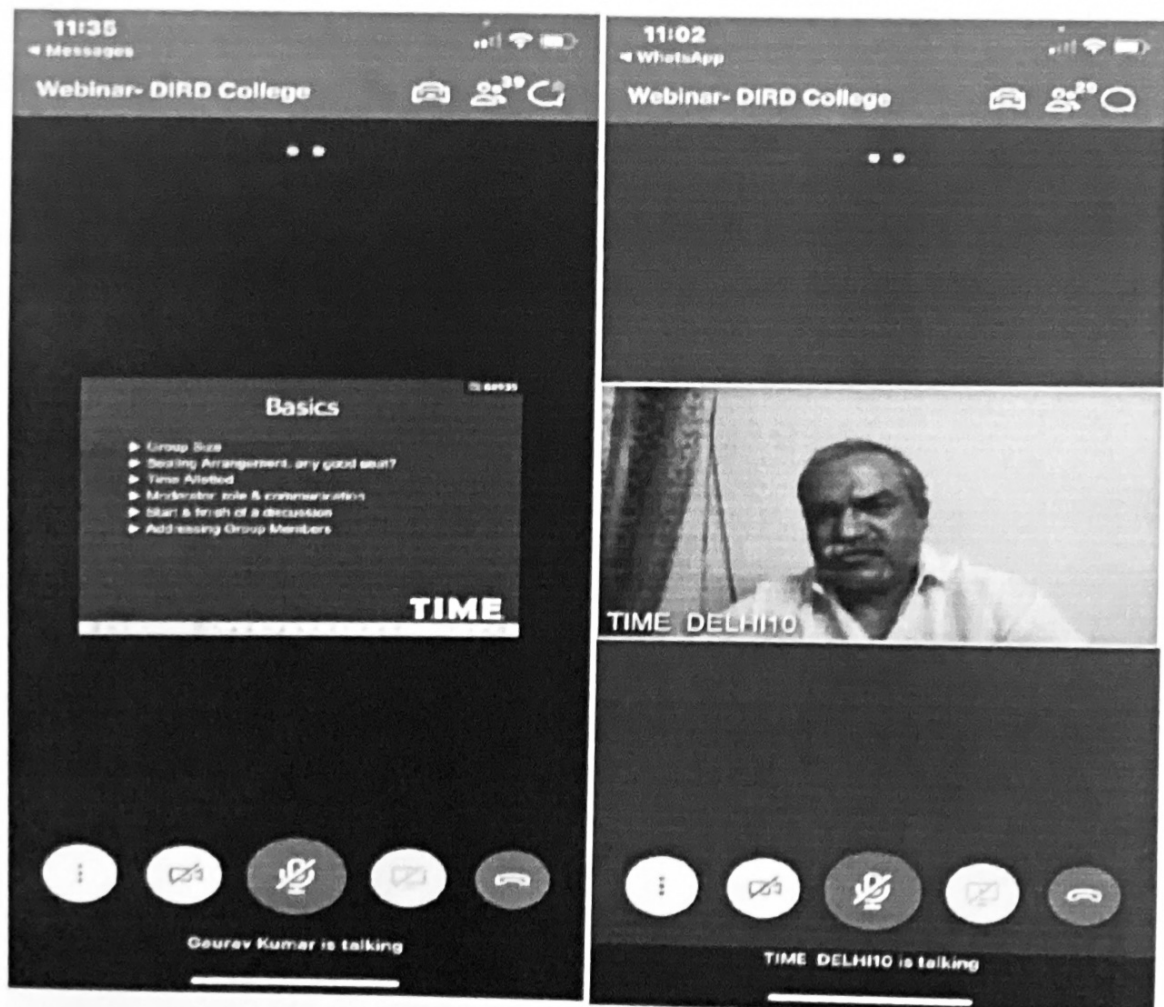 11:35
◀ Messages
Webinar- DIRD College
39
Basics
▶ Group Size
▶ Seating Arrangement, any good seat?
▶ Time Allotted
▶ Moderator: role & communication
▶ Start & finish of a discussion
▶ Addressing Group Members
TIME
Gaurav Kumar is talking
11:02
◀ WhatsApp
Webinar- DIRD College
29
TIME DELHI10
TIME DELHI10 is talking